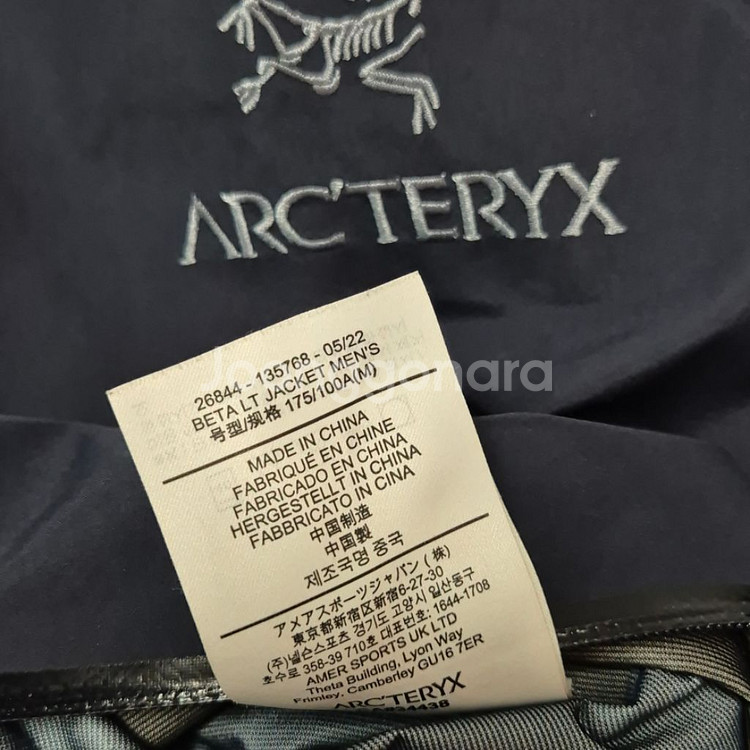 ARC'TERYX
Joonggonara
26844 - 135768 - 05/22
BETA LT JACKET MEN'S
号型/规格 175/100A(M)
MADE IN CHINA
FABRIQUÉ EN CHINE
FABRICADO EN CHINA
HERGESTELLT IN CHINA
FABBRICATO IN CINA
中国制造
中国製
제조국명 중국
アメアスポーツジャパン (株)
東京都新宿区新宿6-27-30
(주)넬슨스포츠 경기도 고양시 일산동구
호수로 358-39 710호 대표번호: 1644-1708
AMER SPORTS UK LTD
Theta Building, Lyon Way
Frimley, Camberley GU16 7ER
ARC'TERYX